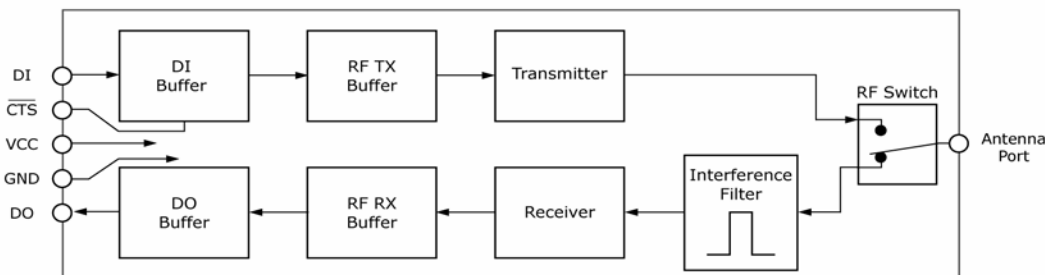 DI
C̅T̅S̅
VCC
GND
DO
DI
Buffer
RF TX
Buffer
Transmitter
RF Switch
Antenna
Port
DO
Buffer
RF RX
Buffer
Receiver
Interference
Filter